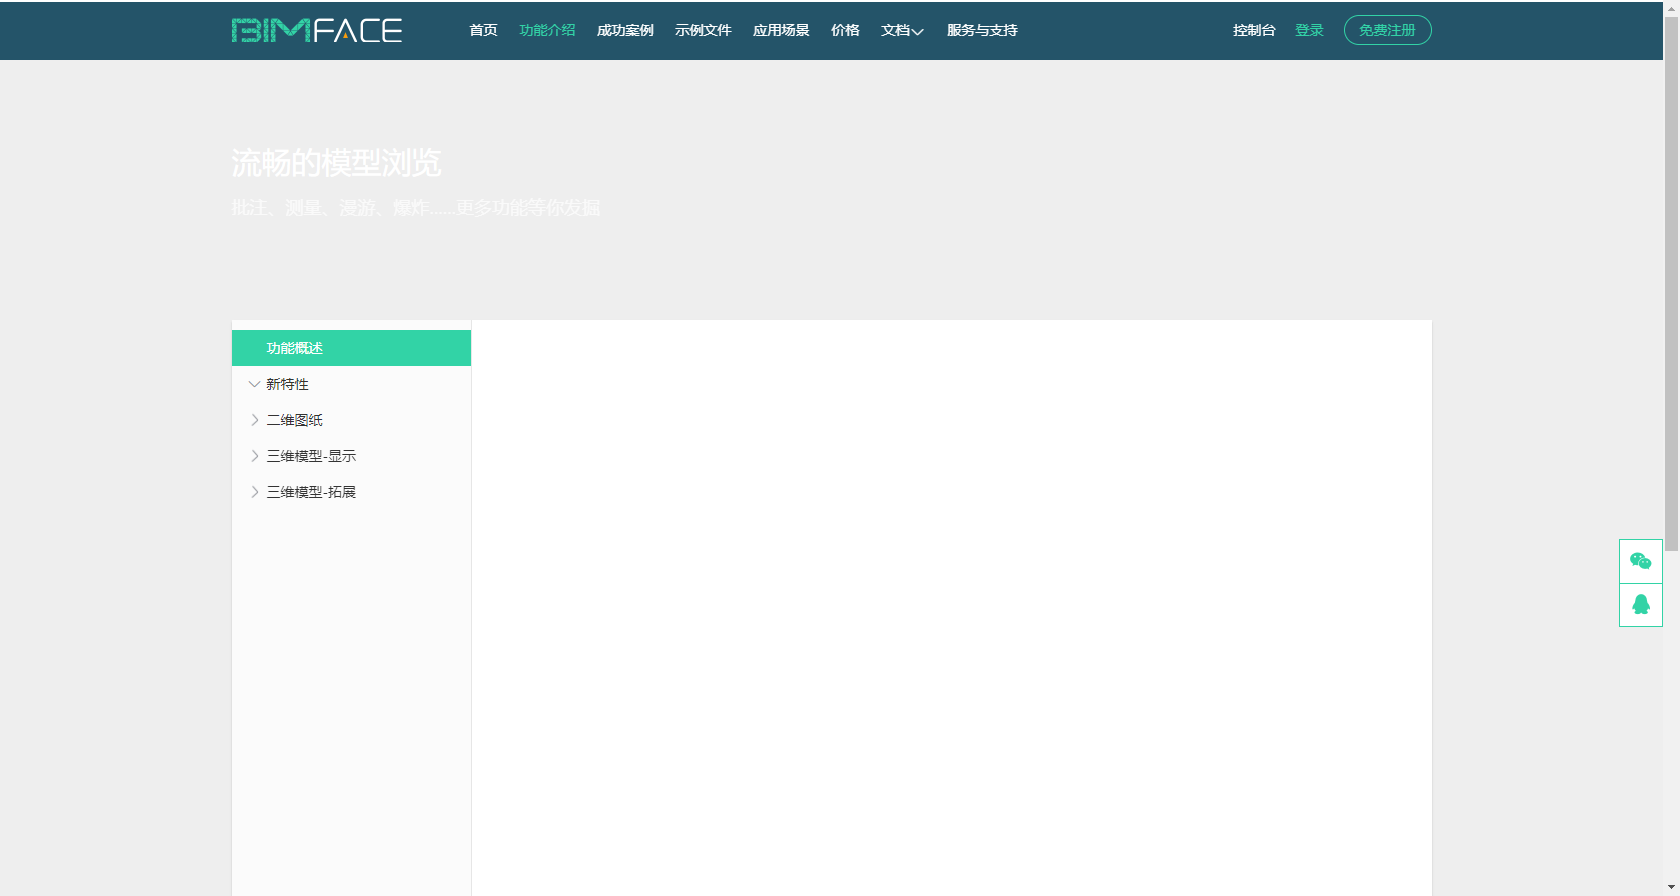 BIMFACE 首页 功能介绍 成功案例 示例文件 应用场景 价格 文档 服务与支持 控制台 登录 免费注册
流畅的模型浏览
批注、测量、漫游、爆炸……更多功能等你发掘
功能概述
新特性
二维图纸
三维模型-显示
三维模型-拓展